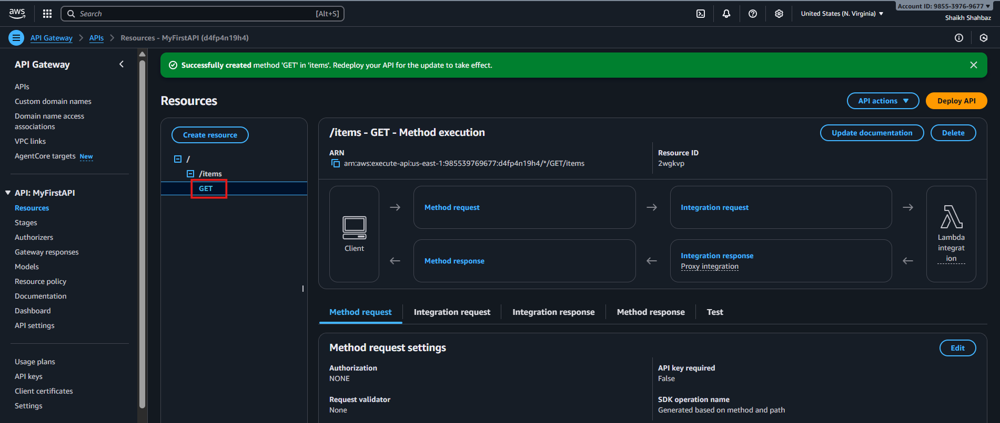 aws
Search
[Alt+S]
United States (N. Virginia)
Account ID: 9855-3976-9677
Shaikh Shahbaz
API Gateway
APIs
Resources - MyFirstAPI (d4fp4n19h4)
API Gateway
APIs
Custom domain names
Domain name access
associations
VPC links
AgentCore targets New
API: MyFirstAPI
Resources
Stages
Authorizers
Gateway responses
Models
Resource policy
Documentation
Dashboard
API settings
Usage plans
API keys
Client certificates
Settings
Successfully created method 'GET' in 'items'. Redeploy your API for the update to take effect.
Resources
API actions
Deploy API
Create resource
/
/items
GET
/items - GET - Method execution
Update documentation
Delete
ARN
arn:aws:execute-api:us-east-1:985539769677:d4fp4n19h4/*/GET/items
Resource ID
2wgkvp
Client
Method request
Integration request
Method response
Integration response
Proxy integration
Lambda
integrat
ion
Method request
Integration request
Integration response
Method response
Test
Method request settings
Edit
Authorization
NONE
API key required
False
Request validator
None
SDK operation name
Generated based on method and path